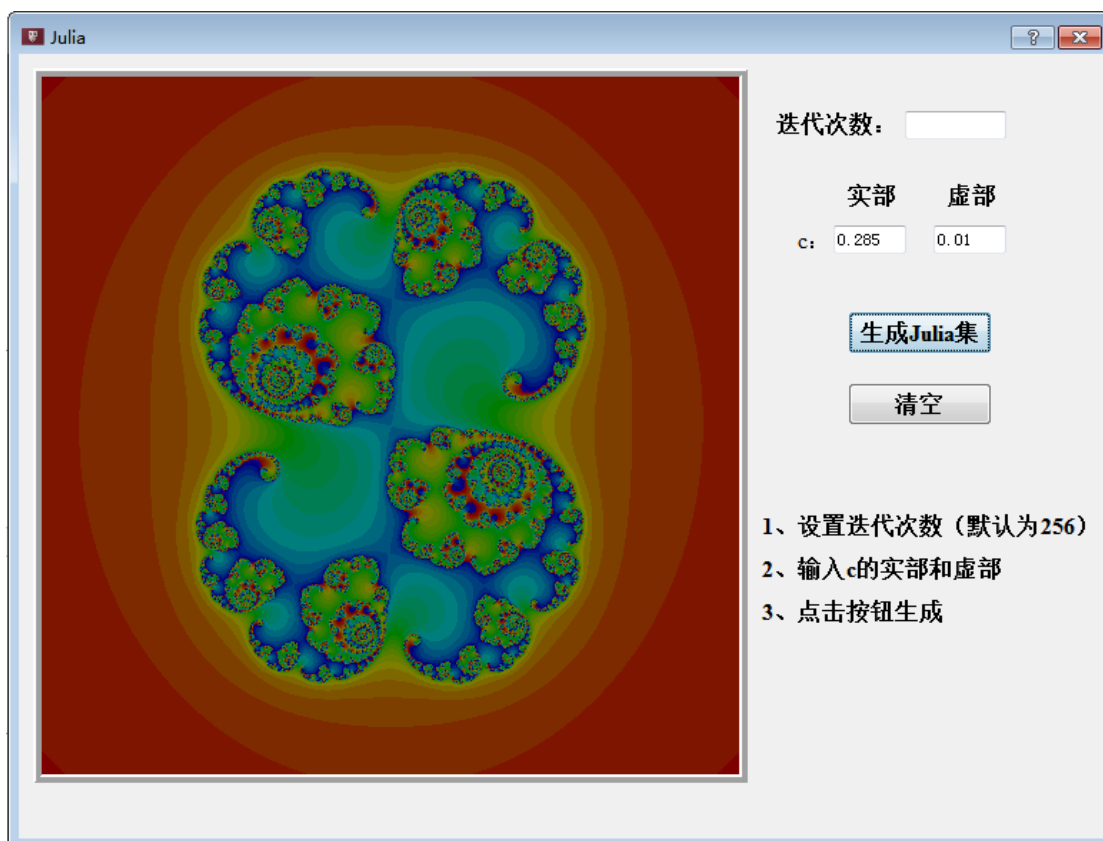 Julia
迭代次数：
实部 虚部
c: 0.285 0.01
生成Julia集
清空
1、设置迭代次数（默认为256）
2、输入c的实部和虚部
3、点击按钮生成